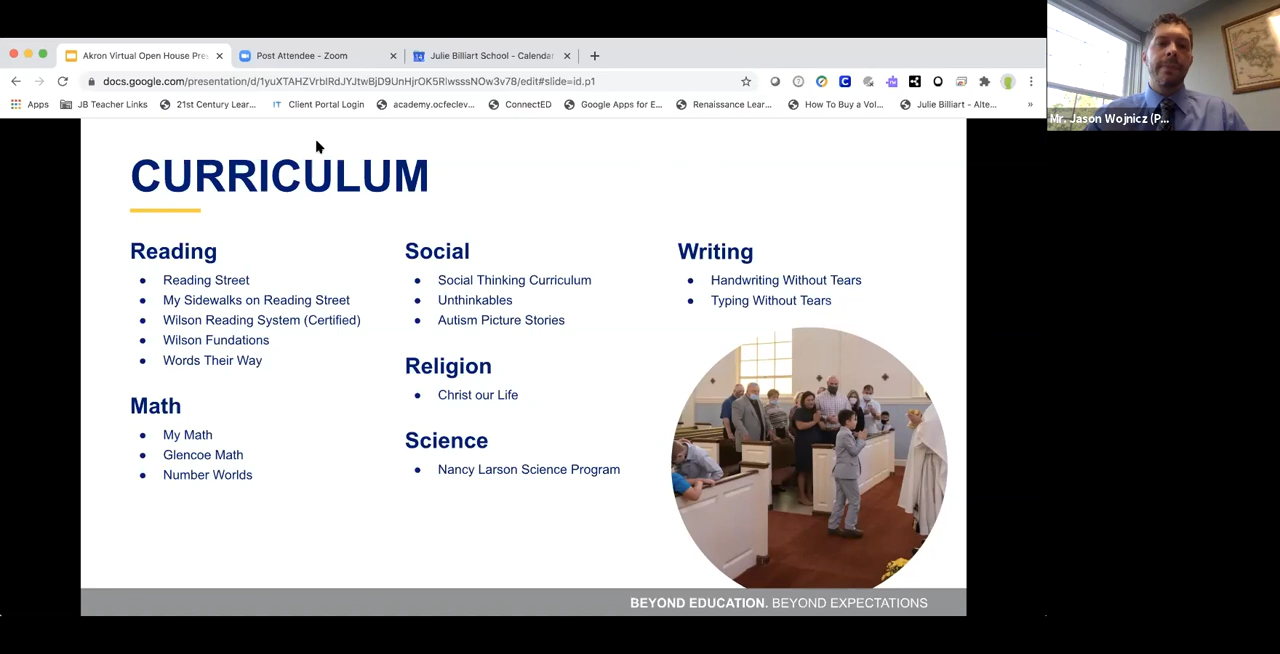 Akron Virtual Open House Pre
Post Attendee - Zoom
Julie Billiart School - Calenda
docs.google.com/presentation/d/1yuXTAHZVrbIRdJYJtwBjD9UnHjrOK5RlwsssNOw3v78/edit#slide=id.p1
Apps
JB Teacher Links
21st Century Lear...
IT Client Portal Login
academy.ocfeclev...
ConnectED
Google Apps for E...
Renaissance Lear...
How To Buy a Vol...
Julie Billiart - Alte...
»
Mr. Jason Wojnicz (P...
CURRICULUM
Reading
Reading Street
My Sidewalks on Reading Street
Wilson Reading System (Certified)
Wilson Fundations
Words Their Way
Math
My Math
Glencoe Math
Number Worlds
Social
Social Thinking Curriculum
Unthinkables
Autism Picture Stories
Religion
Christ our Life
Science
Nancy Larson Science Program
Writing
Handwriting Without Tears
Typing Without Tears
BEYOND EDUCATION. BEYOND EXPECTATIONS